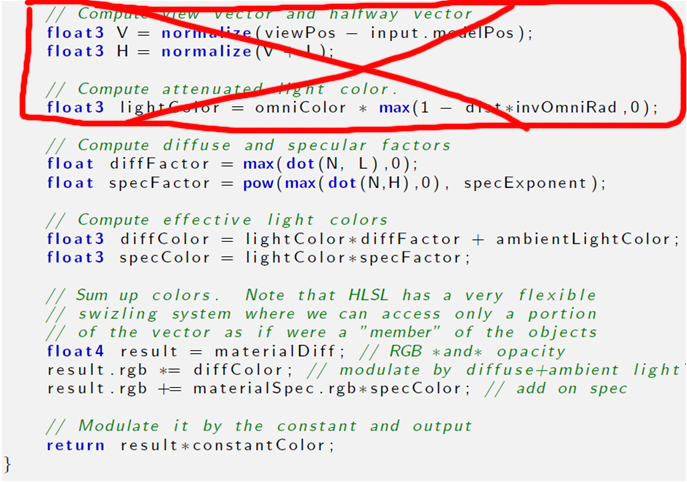 // Compute view vector and halfway vector
float3 V = normalize(viewPos - input.modelPos);
float3 H = normalize(V + L);
// Compute attenuated light color.
float3 lightColor = omniColor * max(1 - dist*invOmniRad,0);
// Compute diffuse and specular factors
float diffFactor = max(dot(N, L),0);
float specFactor = pow(max(dot(N,H),0), specExponent);
// Compute effective light colors
float3 diffColor = lightColor*diffFactor + ambientLightColor;
float3 specColor = lightColor*specFactor;
// Sum up colors. Note that HLSL has a very flexible
// swizling system where we can access only a portion
// of the vector as if were a "member" of the objects
float4 result = materialDiff; // RGB *and* opacity
result.rgb *= diffColor; // modulate by diffuse+ambient light
result.rgb += materialSpec.rgb*specColor; // add on spec
// Modulate it by the constant and output
return result*constantColor;
}